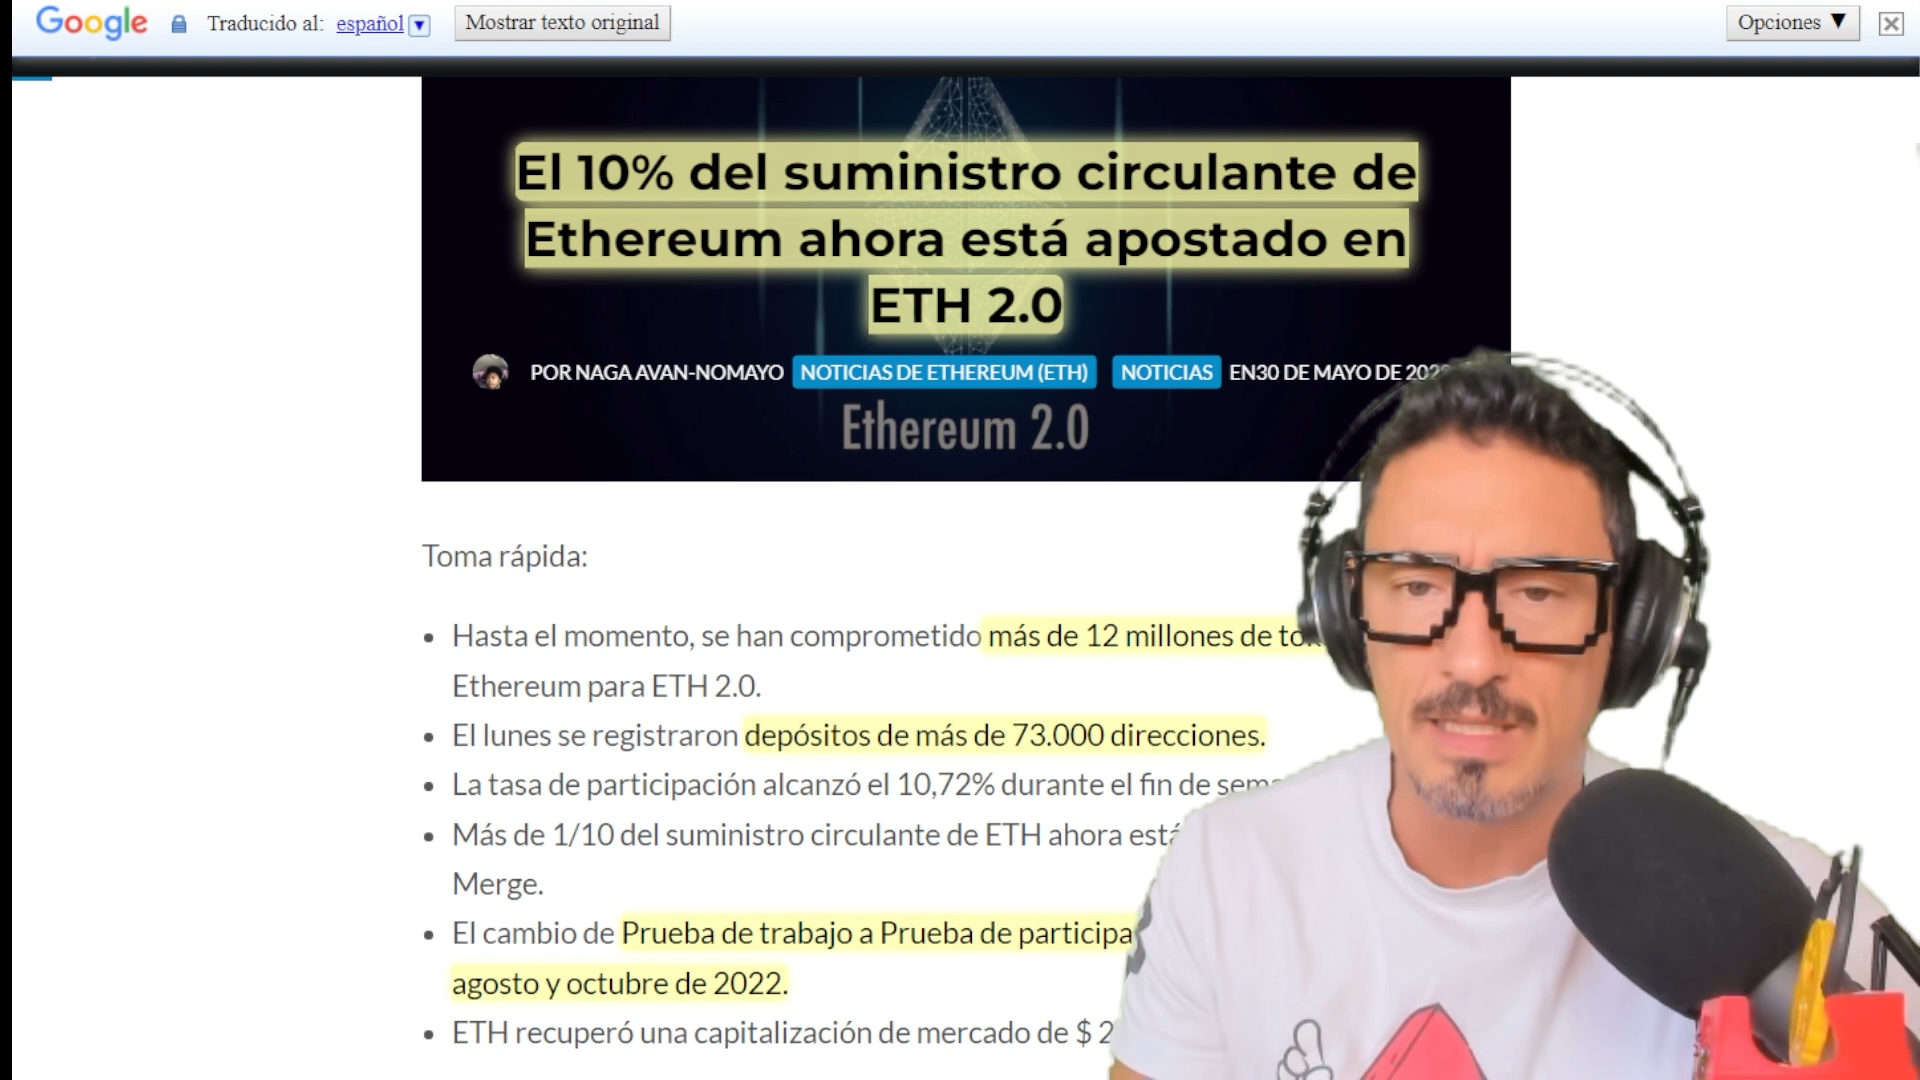 Google Traducido al: español Mostrar texto original Opciones ▼
El 10% del suministro circulante de
Ethereum ahora está apostado en
ETH 2.0
POR NAGA AVAN-NOMAYO NOTICIAS DE ETHEREUM (ETH) NOTICIAS EN30 DE MAYO DE 2022
Ethereum 2.0
Toma rápida:
• Hasta el momento, se han comprometido más de 12 millones de
Ethereum para ETH 2.0.
• El lunes se registraron depósitos de más de 73.000 direcciones.
• La tasa de participación alcanzó el 10,72% durante el fin de
• Más de 1/10 del suministro circulante de ETH ahora está
Merge.
• El cambio de Prueba de trabajo a Prueba de
agosto y octubre de 2022.
• ETH recuperó una capitalización de mercado de $ 2